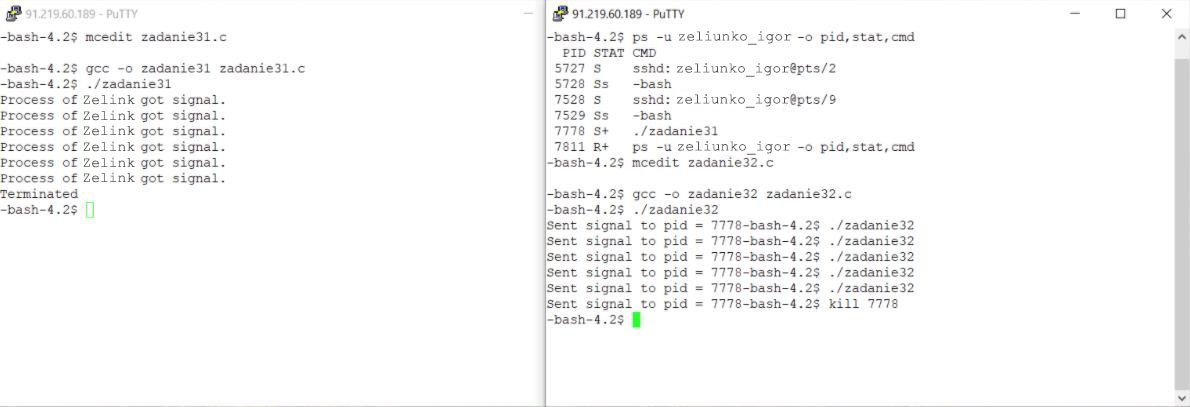 91.219.60.189 - PuTTY
-bash-4.2$ mcedit zadanie31.c
-bash-4.2$ gcc -o zadanie31 zadanie31.c
-bash-4.2$ ./zadanie31
Process of Zelink got signal.
Process of Zelink got signal.
Process of Zelink got signal.
Process of Zelink got signal.
Process of Zelink got signal.
Process of Zelink got signal.
Terminated
-bash-4.2$
91.219.60.189 - PuTTY
-bash-4.2$ ps -u zeliunko_igor -o pid,stat,cmd
PID STAT CMD
5727 S sshd: zeliunko_igor@pts/2
5728 Ss -bash
7528 S sshd: zeliunko_igor@pts/9
7529 Ss -bash
7778 S+ ./zadanie31
7811 R+ ps -u zeliunko_igor -o pid,stat,cmd
-bash-4.2$ mcedit zadanie32.c
-bash-4.2$ gcc -o zadanie32 zadanie32.c
-bash-4.2$ ./zadanie32
Sent signal to pid = 7778-bash-4.2$ ./zadanie32
Sent signal to pid = 7778-bash-4.2$ ./zadanie32
Sent signal to pid = 7778-bash-4.2$ ./zadanie32
Sent signal to pid = 7778-bash-4.2$ ./zadanie32
Sent signal to pid = 7778-bash-4.2$ ./zadanie32
Sent signal to pid = 7778-bash-4.2$ kill 7778
-bash-4.2$